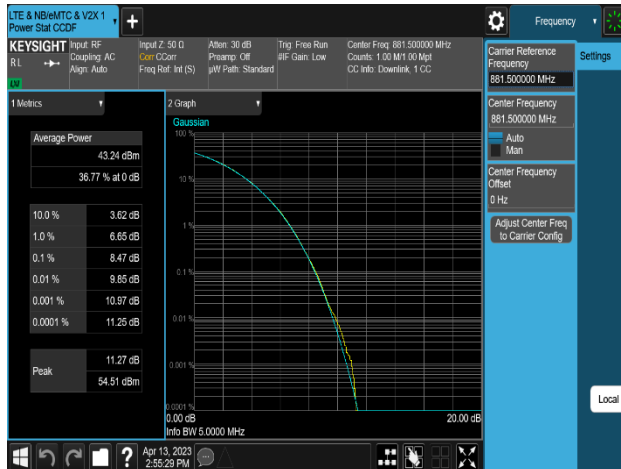 LTE & NB/eMTC & V2X 1
Power Stat CCDF
Frequency
KEYSIGHT
R L
Input: RF
Coupling: AC
Align: Auto
Input Z: 50 Ω
Corr CCorr
Freq Ref: Int (S)
Atten: 30 dB
Preamp: Off
µW Path: Standard
Trig: Free Run
#IF Gain: Low
Center Freq: 881.500000 MHz
Counts: 1.00 M/1.00 Mpt
CC Info: Downlink, 1 CC
1 Metrics
Average Power
43.24 dBm
36.77 % at 0 dB
10.0 % 3.62 dB
1.0 % 6.65 dB
0.1 % 8.47 dB
0.01 % 9.85 dB
0.001 % 10.97 dB
0.0001 % 11.25 dB
Peak
11.27 dB
54.51 dBm
2 Graph
Gaussian
100 %
10 %
1 %
0.1 %
0.01 %
0.001 %
0.0001 %
0.00 dB 20.00 dB
Info BW 5.0000 MHz
Carrier Reference
Frequency
881.500000 MHz
Center Frequency
881.500000 MHz
Auto
Man
Center Frequency
Offset
0 Hz
Adjust Center Freq
to Carrier Config
Settings
Local
?
Apr 13, 2023
2:55:29 PM